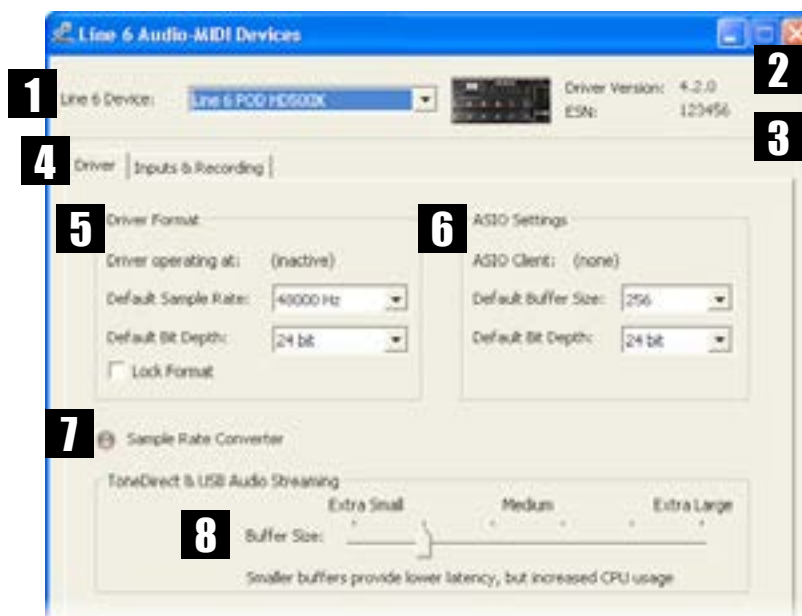 Line 6 Audio-MIDI Devices
1
Line 6 Device: Line 6 POD HD500X
Driver Version: 4.2.0
2
ESN: 123456
3
4
Driver
Inputs & Recording
5
Driver Format
6
ASIO Settings
Driver operating at: (inactive)
ASIO Client: (none)
Default Sample Rate: 48000 Hz
Default Buffer Size: 256
Default Bit Depth: 24 bit
Default Bit Depth: 24 bit
Lock Format
7
Sample Rate Converter
ToneDirect & USB Audio Streaming
Extra Small Medium Extra Large
8
Buffer Size:
Smaller buffers provide lower latency, but increased CPU usage